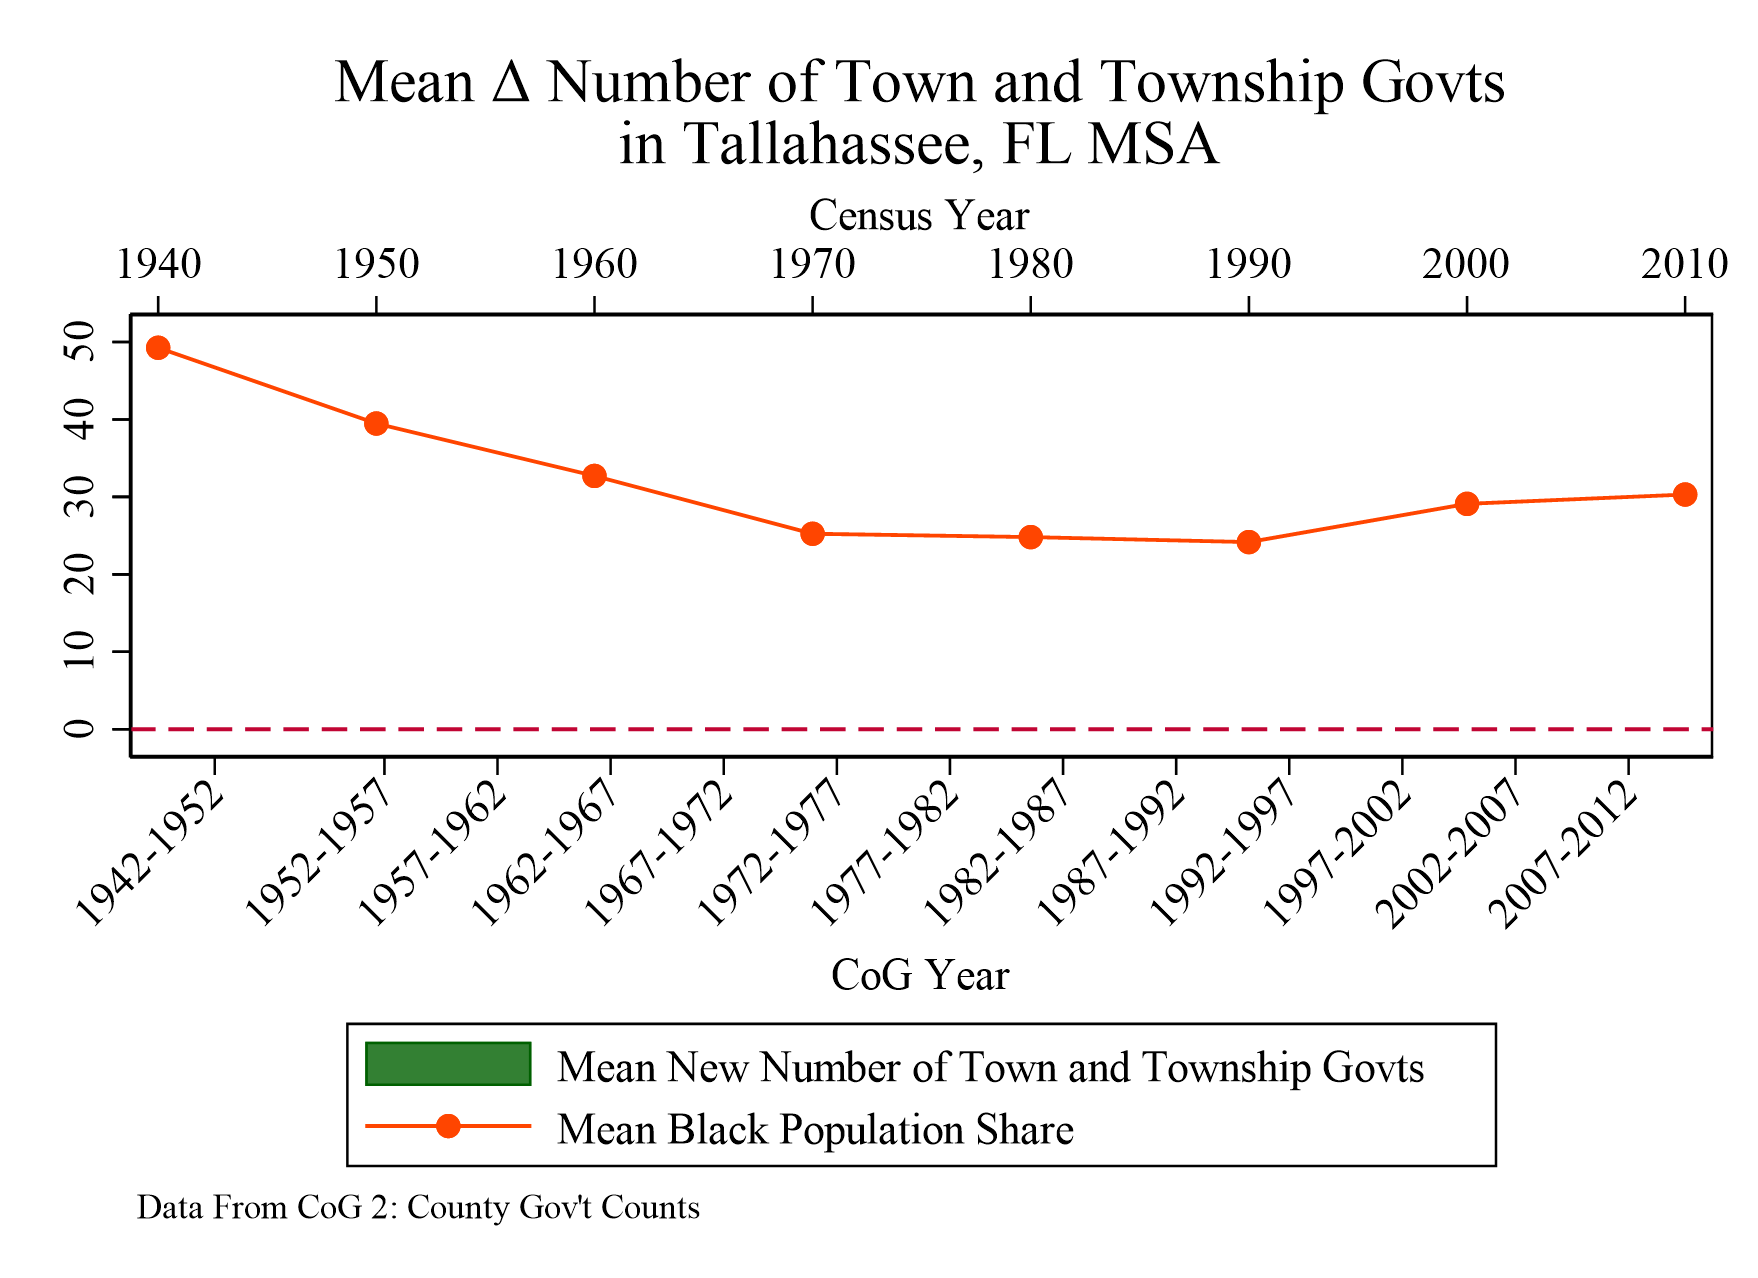 Mean Δ Number of Town and Township Govts
in Tallahassee, FL MSA
Census Year
1940 1950 1960 1970 1980 1990 2000 2010
50
40
30
20
10
0
1942-1952 1952-1957 1957-1962 1962-1967 1967-1972 1972-1977 1977-1982 1982-1987 1987-1992 1992-1997 1997-2002 2002-2007 2007-2012
CoG Year
Mean New Number of Town and Township Govts
Mean Black Population Share
Data From CoG 2: County Gov't Counts